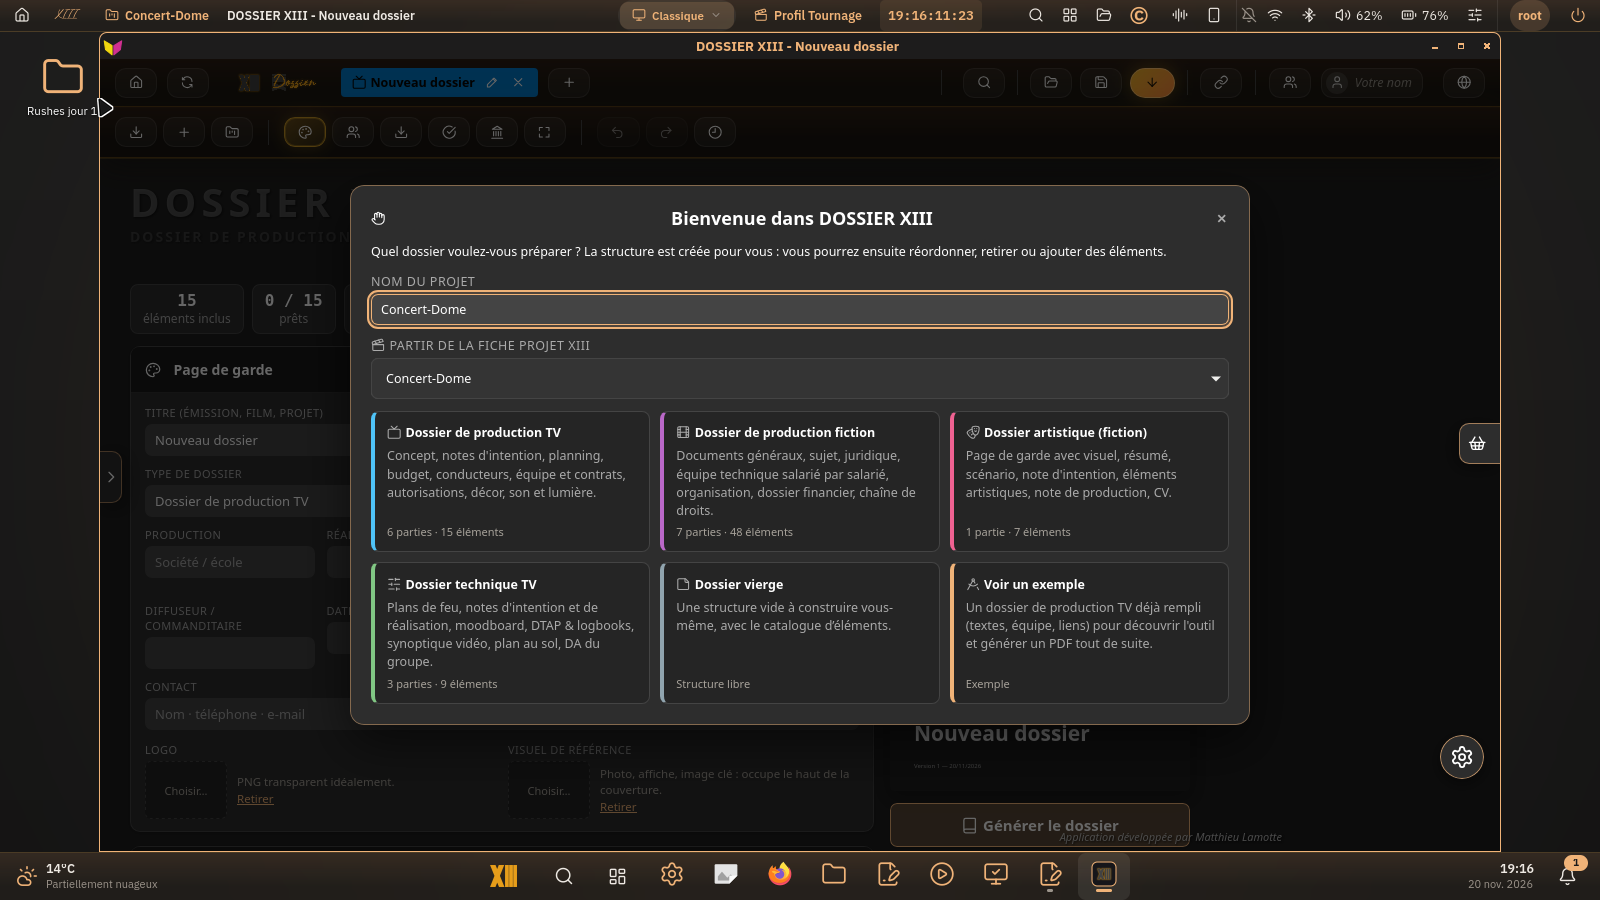 XIII
Concert-Dome
DOSSIER XIII - Nouveau dossier
Classique
Profil Tournage
19:16:11:23
62%
76%
root
Rushes jour 1
DOSSIER XIII - Nouveau dossier
XIII Dossier
Nouveau dossier
Votre nom
DOSSIER
DOSSIER DE PRODUCTION
15
éléments inclus
0 / 15
prêts
Page de garde
TITRE (ÉMISSION, FILM, PROJET)
Nouveau dossier
TYPE DE DOSSIER
Dossier de production TV
PRODUCTION
Société / école
DIFFUSEUR /
COMMANDITAIRE
CONTACT
Nom · téléphone · e-mail
LOGO
Choisir...
PNG transparent idéalement.
Retirer
VISUEL DE RÉFÉRENCE
Choisir...
Photo, affiche, image clé : occupe le haut de la
couverture.
Retirer
Bienvenue dans DOSSIER XIII
Quel dossier voulez-vous préparer ? La structure est créée pour vous : vous pourrez ensuite réordonner, retirer ou ajouter des éléments.
NOM DU PROJET
Concert-Dome
PARTIR DE LA FICHE PROJET XIII
Concert-Dome
Dossier de production TV
Concept, notes d'intention, planning,
budget, conducteurs, équipe et contrats,
autorisations, décor, son et lumière.
6 parties · 15 éléments
Dossier de production fiction
Documents généraux, sujet, juridique,
équipe technique salarié par salarié,
organisation, dossier financier, chaîne de
droits.
7 parties · 48 éléments
Dossier artistique (fiction)
Page de garde avec visuel, résumé,
scénario, note d'intention, éléments
artistiques, note de production, CV.
1 partie · 7 éléments
Dossier technique TV
Plans de feu, notes d'intention et de
réalisation, moodboard, DTAP & logbooks,
synoptique vidéo, plan au sol, DA du
groupe.
3 parties · 9 éléments
Dossier vierge
Une structure vide à construire vous-
même, avec le catalogue d'éléments.
Structure libre
Voir un exemple
Un dossier de production TV déjà rempli
(textes, équipe, liens) pour découvrir l'outil
et générer un PDF tout de suite.
Exemple
Nouveau dossier
Version 1 — 20/11/2026
Générer le dossier
Application développée par Matthieu Lamotte
14°C
Partiellement nuageux
XIII
19:16
20 nov. 2026
1